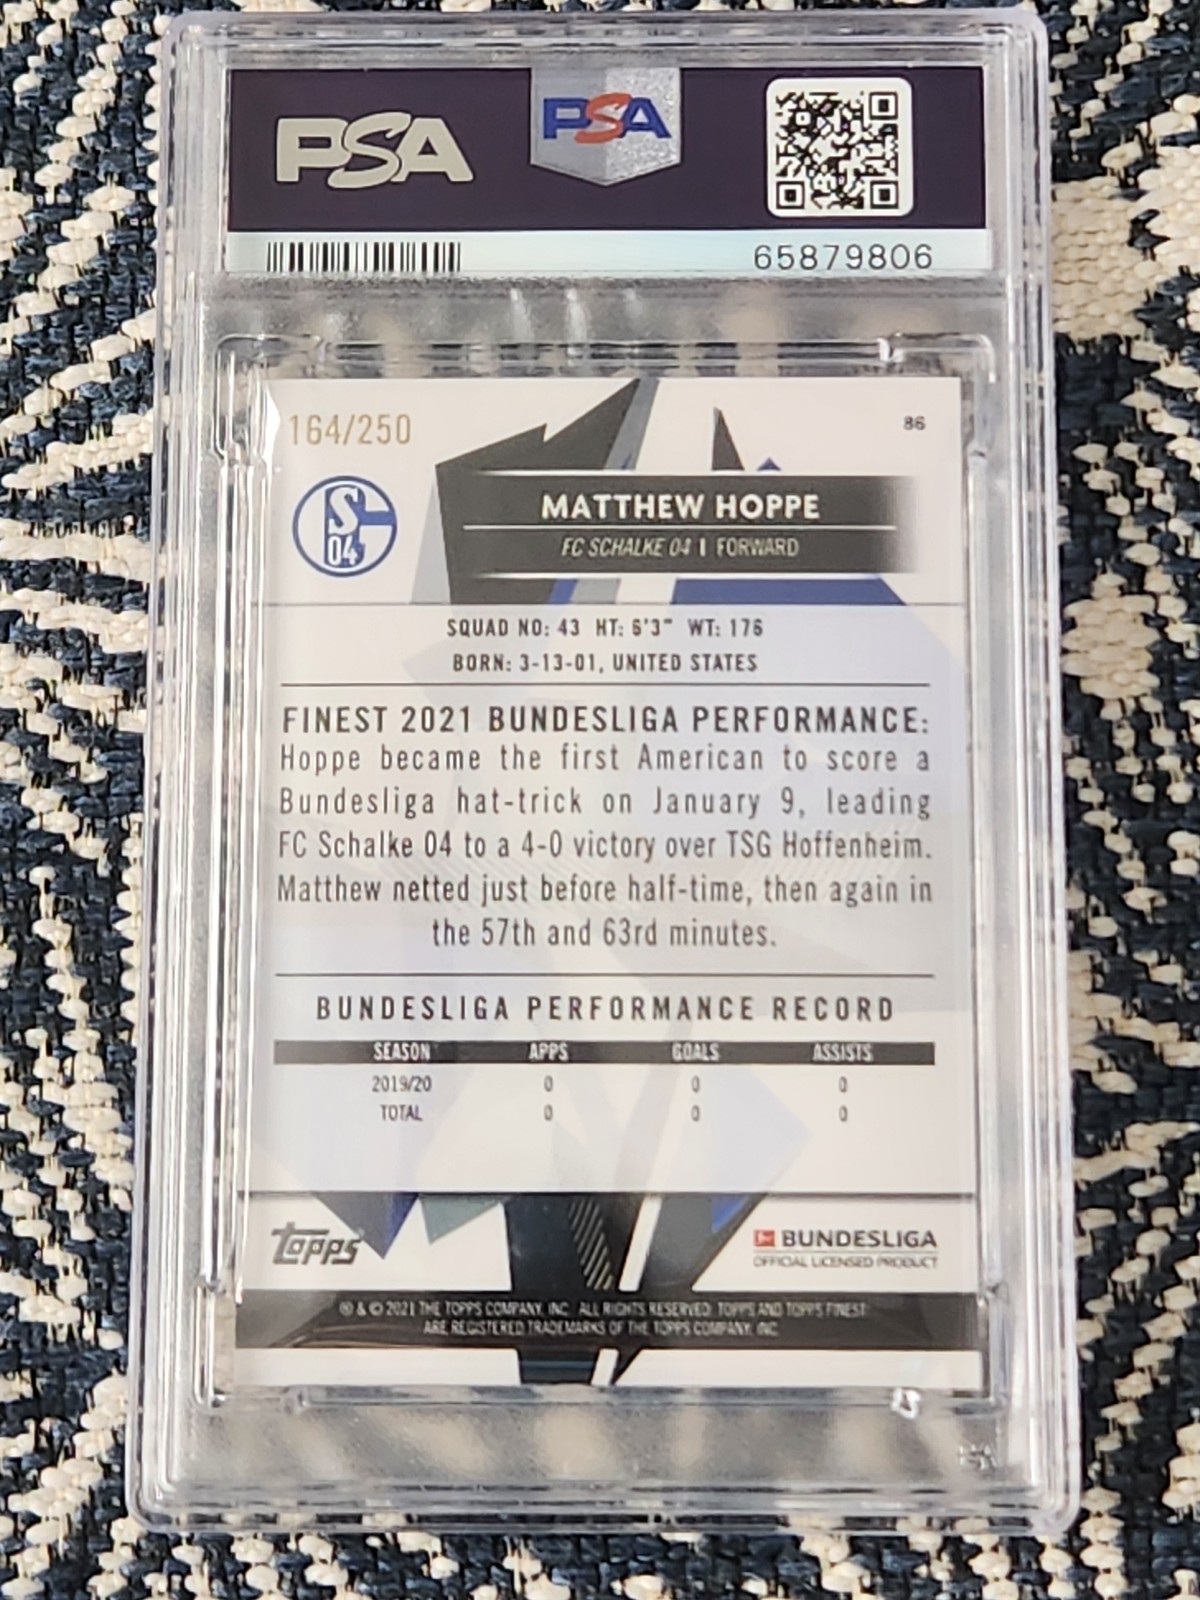 PSA
PSA
65879806
164/250
86
S
04
MATTHEW HOPPE
FC SCHALKE 04 | FORWARD
SQUAD NO: 43 HT: 6'3" WT: 176
BORN: 3-13-01, UNITED STATES
FINEST 2021 BUNDESLIGA PERFORMANCE:
Hoppe became the first American to score a
Bundesliga hat-trick on January 9, leading
FC Schalke 04 to a 4-0 victory over TSG Hoffenheim.
Matthew netted just before half-time, then again in
the 57th and 63rd minutes.
BUNDESLIGA PERFORMANCE RECORD
SEASON APPS GOALS ASSISTS
2019/20 0 0 0
TOTAL 0 0 0
topps
BUNDESLIGA
OFFICIAL LICENSED PRODUCT
® & © 2021 THE TOPPS COMPANY, INC. ALL RIGHTS RESERVED. TOPPS AND TOPPS FINEST
ARE REGISTERED TRADEMARKS OF THE TOPPS COMPANY, INC.